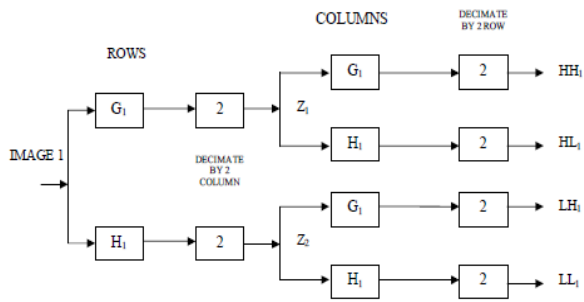 COLUMNS
DECIMATE
BY 2 ROW
ROWS
G₁
2
HH₁
G₁
2
Z₁
IMAGE 1
DECIMATE
BY 2
COLUMN
H₁
2
HL₁
G₁
2
LH₁
H₁
2
Z₂
H₁
2
LL₁